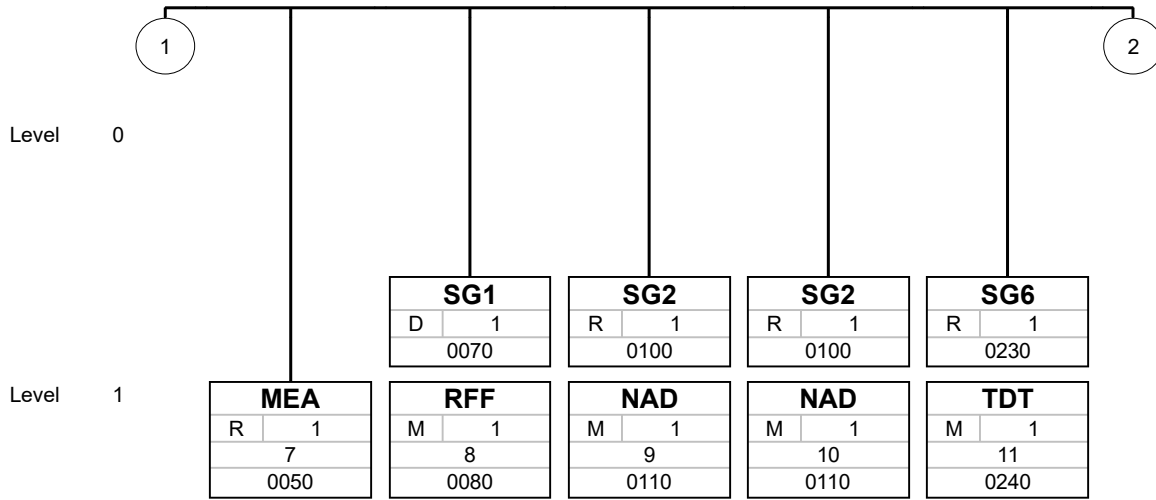 1 2
Level 0
SG1 SG2 SG2 SG6
D 1 R 1 R 1 R 1
0070 0100 0100 0230
Level 1 MEA RFF NAD NAD TDT
R 1 M 1 M 1 M 1 M 1
7 8 9 10 11
0050 0080 0110 0110 0240